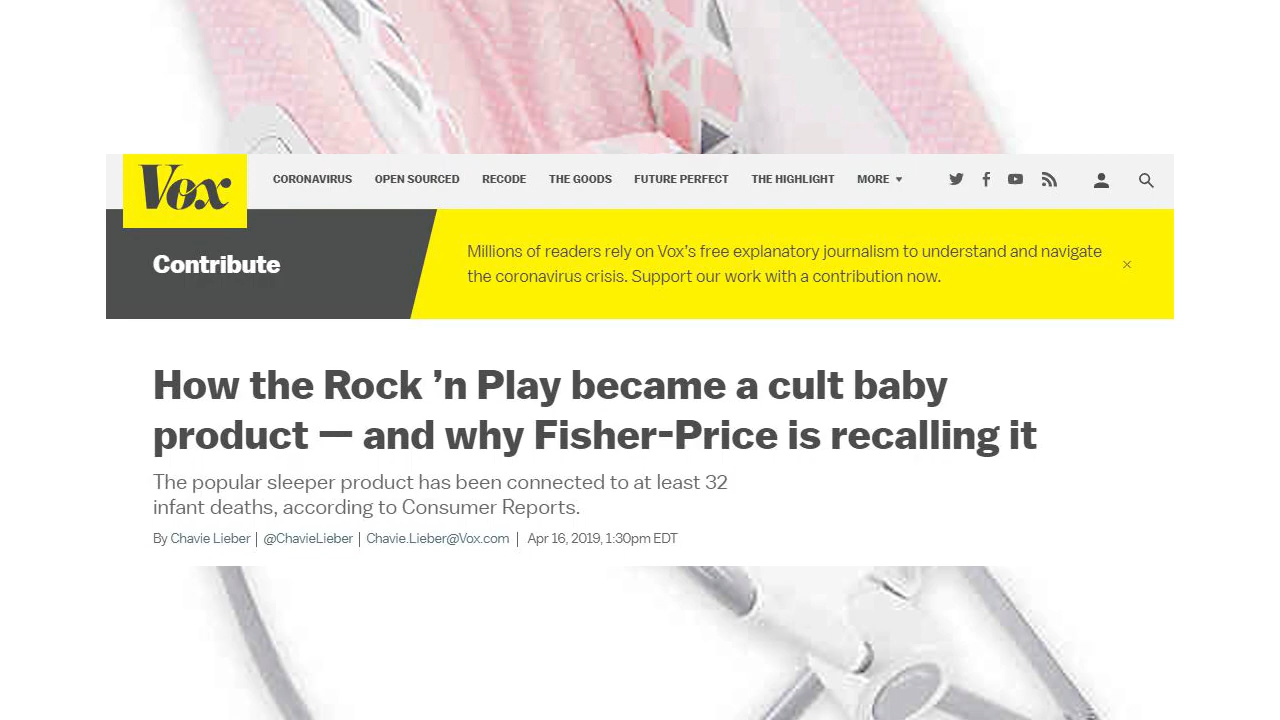 Vox
CORONAVIRUS OPEN SOURCED RECODE THE GOODS FUTURE PERFECT THE HIGHLIGHT MORE
Contribute
Millions of readers rely on Vox's free explanatory journalism to understand and navigate
the coronavirus crisis. Support our work with a contribution now.
How the Rock ’n Play became a cult baby
product — and why Fisher-Price is recalling it
The popular sleeper product has been connected to at least 32
infant deaths, according to Consumer Reports.
By Chavie Lieber | @ChavieLieber | Chavie.Lieber@Vox.com | Apr 16, 2019, 1:30pm EDT